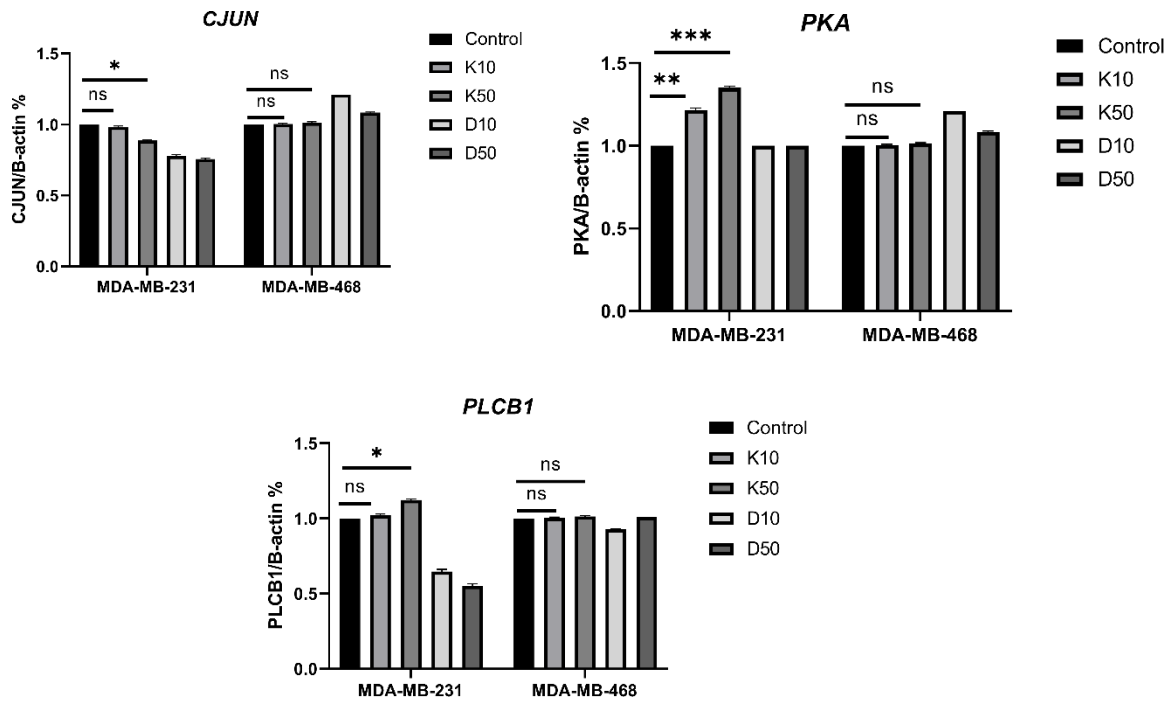 CJUN
CJUN/B-actin %
1.5
1.0
0.5
0.0
*
ns
ns
ns
MDA-MB-231
MDA-MB-468
Control
K10
K50
D10
D50
PKA
PKA/B-actin %
1.5
1.0
0.5
0.0
***
**
ns
ns
MDA-MB-231
MDA-MB-468
Control
K10
K50
D10
D50
PLCB1
PLCB1/B-actin %
1.5
1.0
0.5
0.0
*
ns
ns
ns
MDA-MB-231
MDA-MB-468
Control
K10
K50
D10
D50